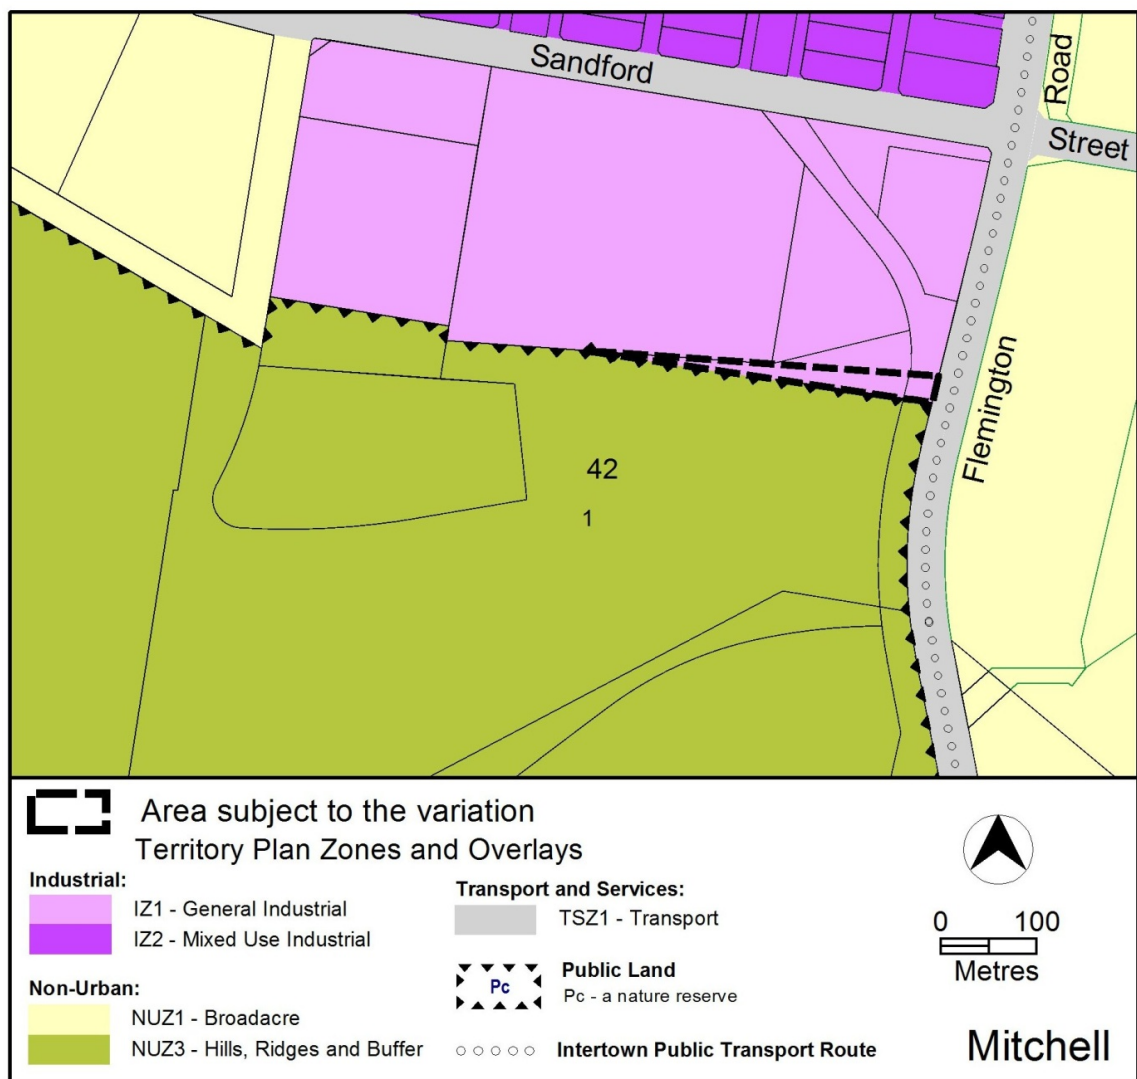 Sandford
Road
Street
Flemington
42
1
Area subject to the variation
Territory Plan Zones and Overlays
Industrial:
IZ1 - General Industrial
IZ2 - Mixed Use Industrial
Non-Urban:
NUZ1 - Broadacre
NUZ3 - Hills, Ridges and Buffer
Transport and Services:
TSZ1 - Transport
Pc
Public Land
Pc - a nature reserve
Intertown Public Transport Route
0 100
Metres
Mitchell